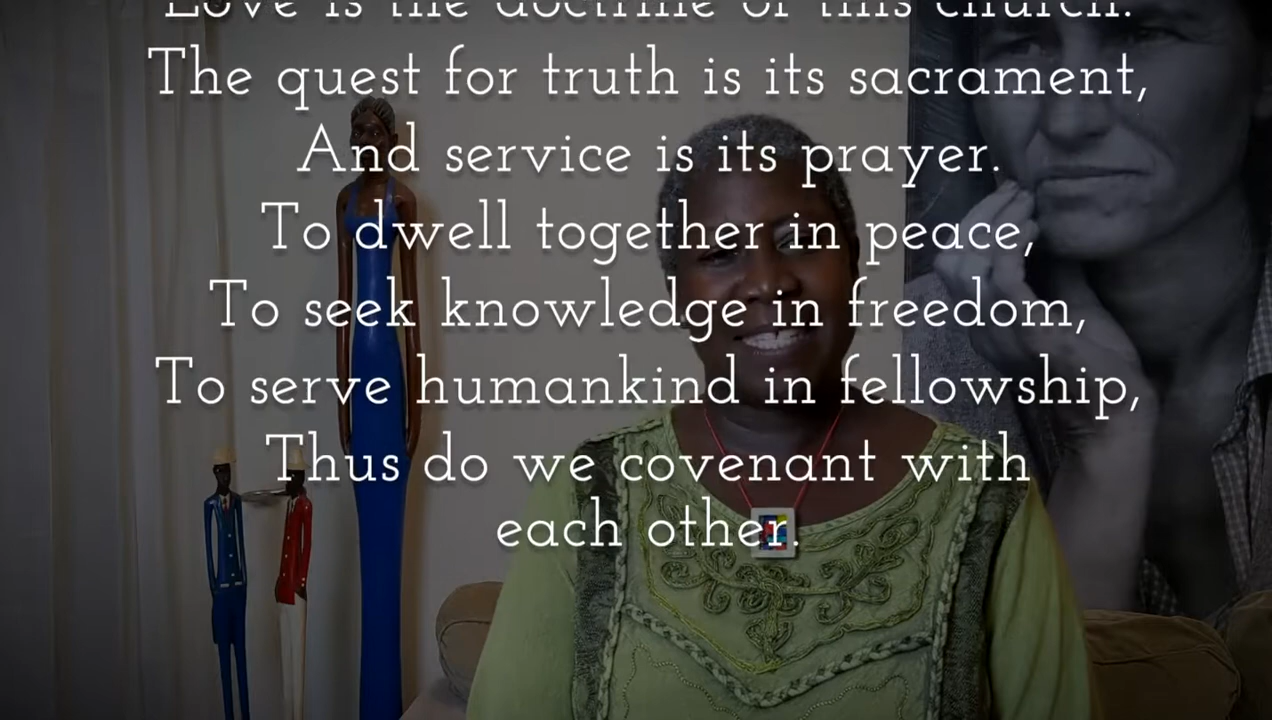 Love is the doctrine of this church.
The quest for truth is its sacrament,
And service is its prayer.
To dwell together in peace,
To seek knowledge in freedom,
To serve humankind in fellowship,
Thus do we covenant with
each other.